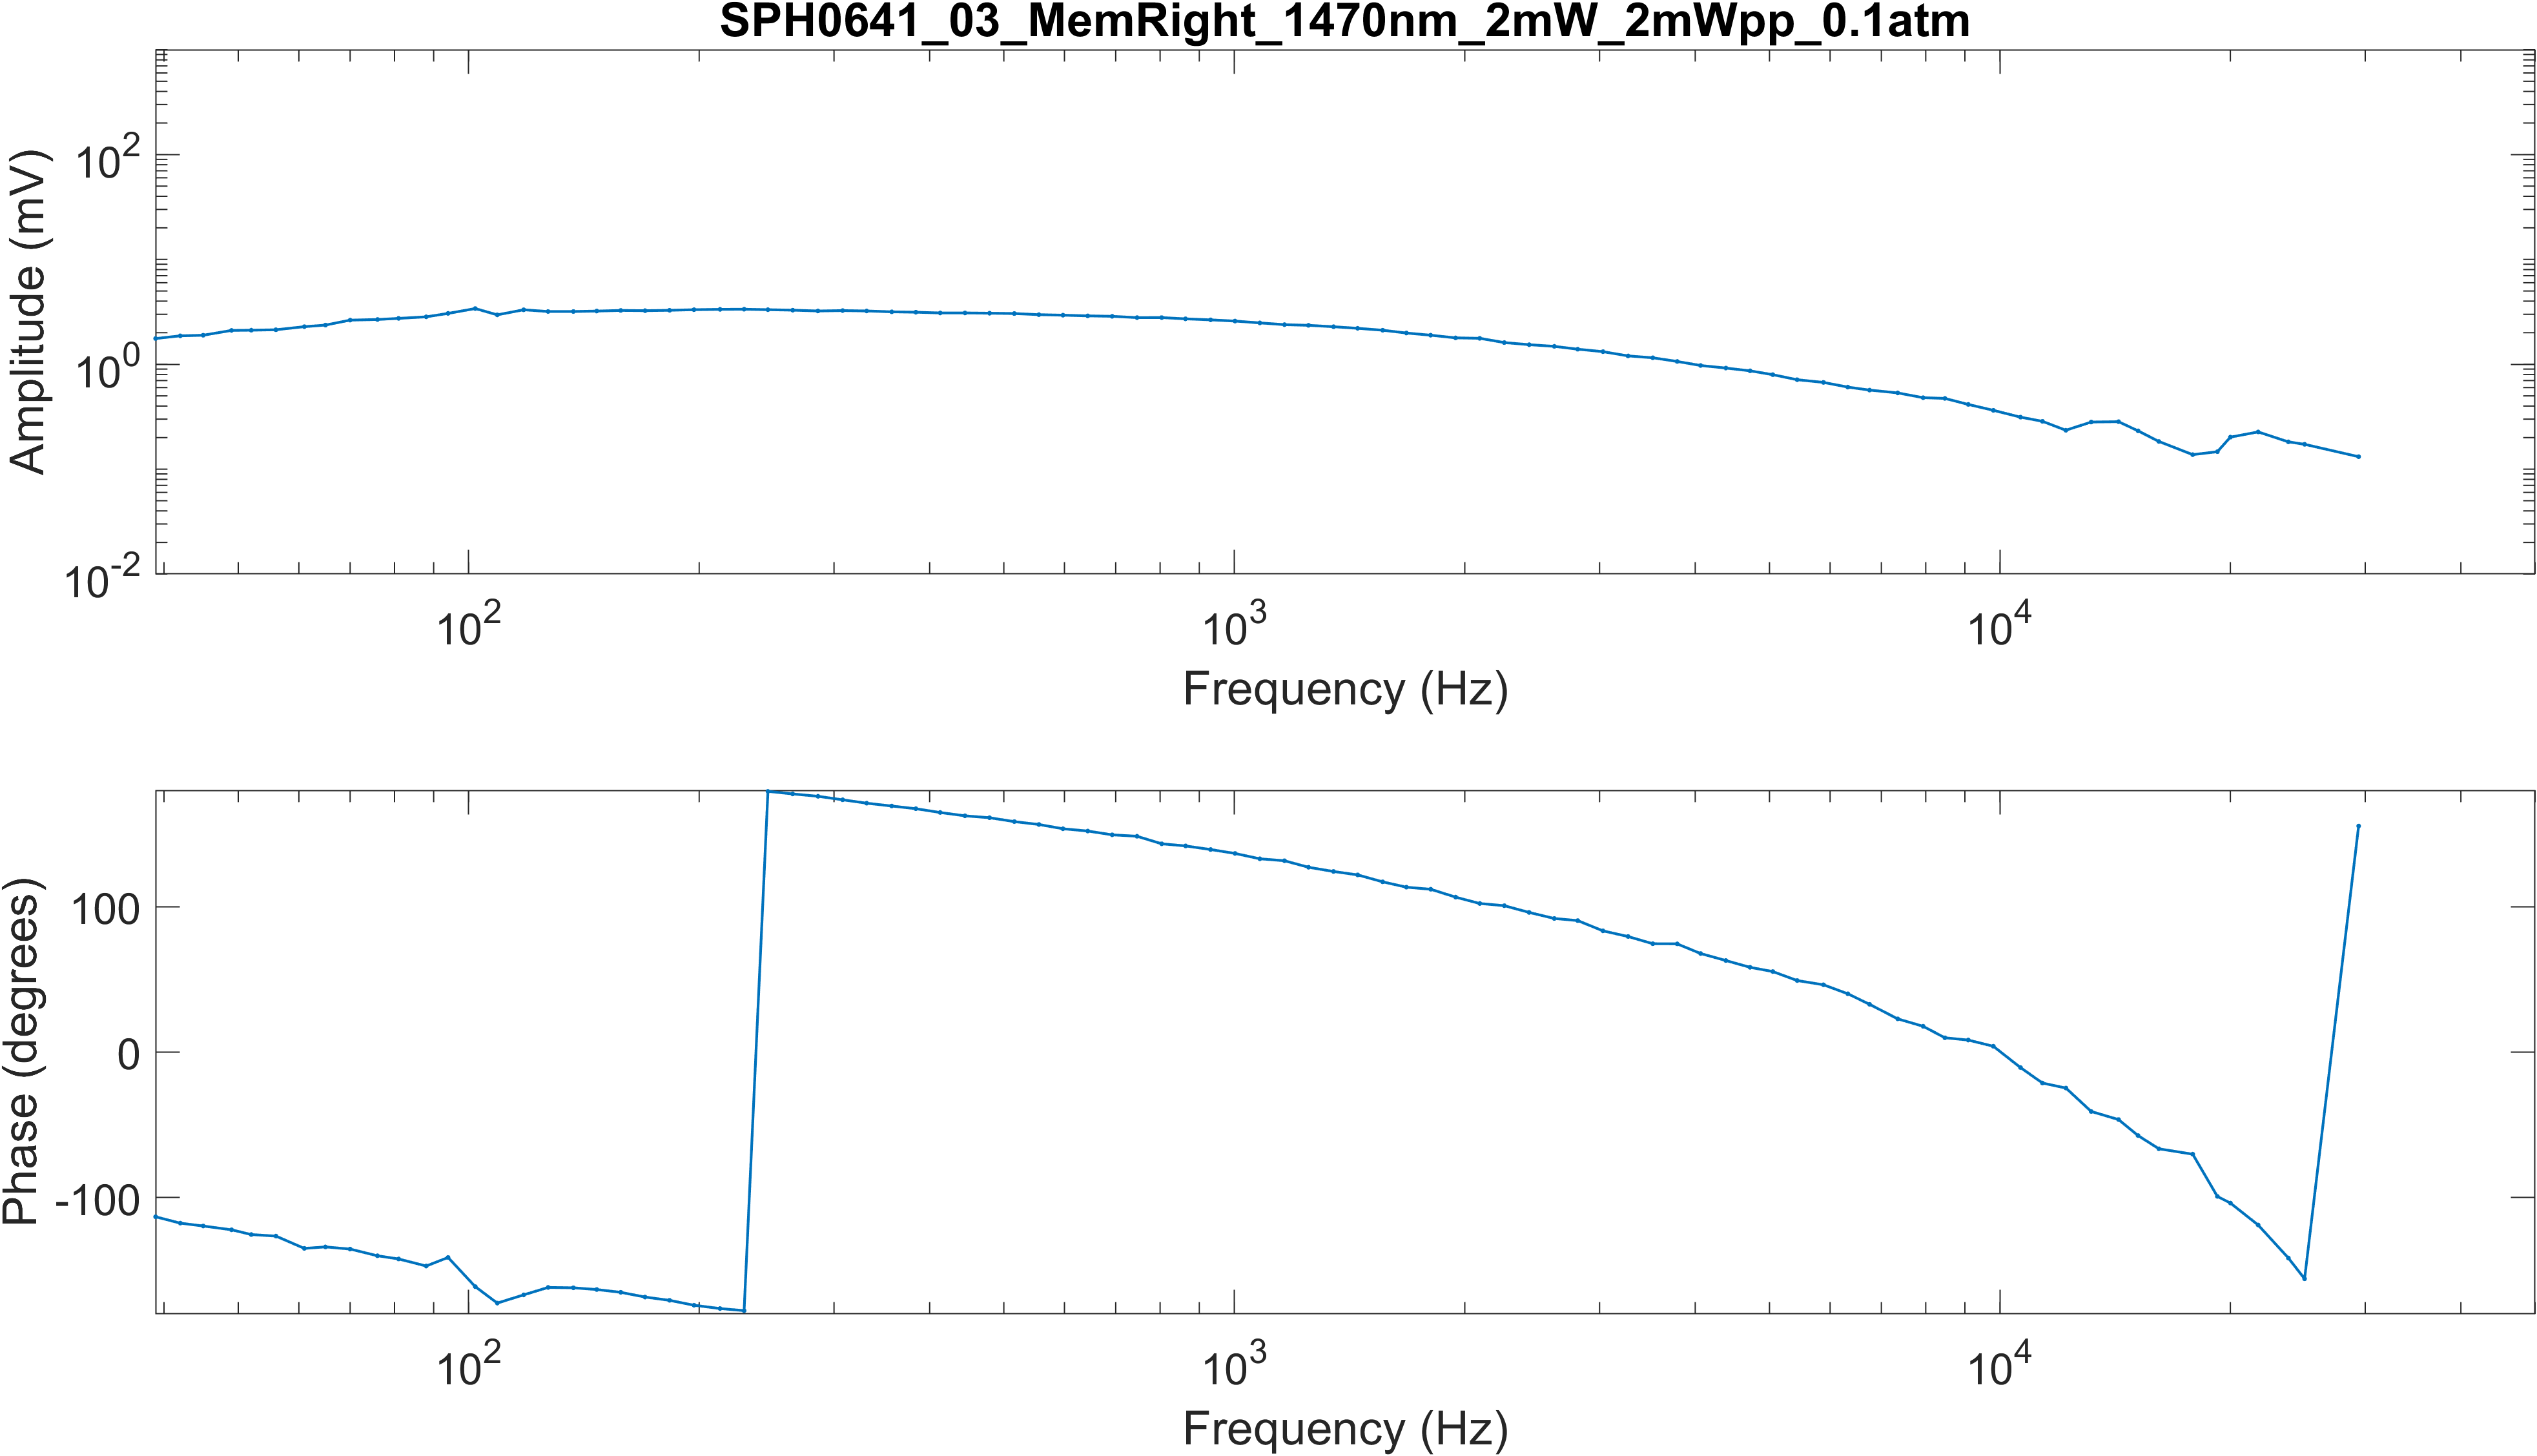 SPH0641_03_MemRight_1470nm_2mW_2mWpp_0.1atm
Amplitude (mV)
10^2
10^0
10^-2
10^2
10^3
10^4
Frequency (Hz)
Phase (degrees)
100
0
-100
10^2
10^3
10^4
Frequency (Hz)